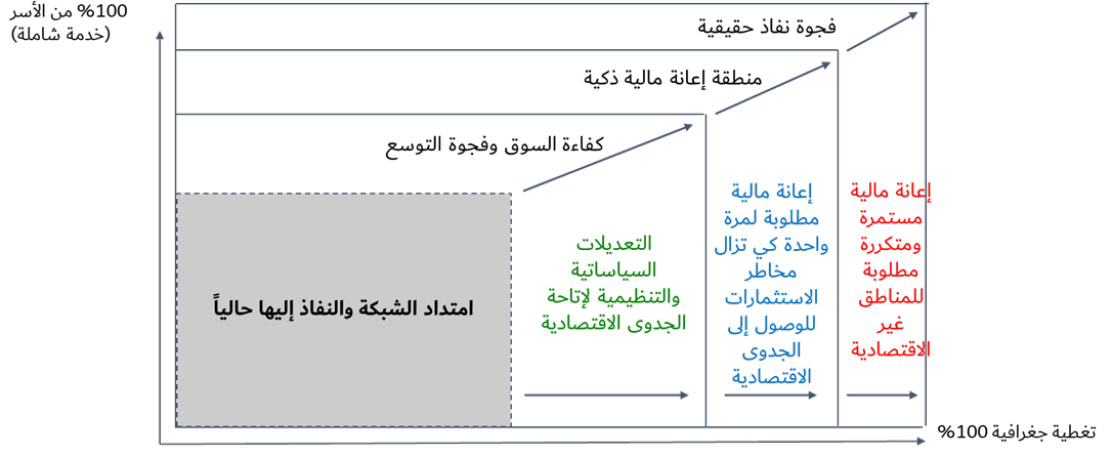 100% من الأسر
(خدمة شاملة)
فجوة نفاذ حقيقية
منطقة إعانة مالية ذكية
كفاءة السوق وفجوة التوسع
امتداد الشبكة والنفاذ إليها حالياً
التعديلات
السياساتية
والتنظيمية لإتاحة
الجدوى الاقتصادية
إعانة مالية
مطلوبة لمرة
واحدة كي تزال
مخاطر
الاستثمارات
للوصول إلى
الجدوى
الاقتصادية
إعانة مالية
مستمرة
ومتكررة
مطلوبة
للمناطق
غير
الاقتصادية
تغطية جغرافية 100%